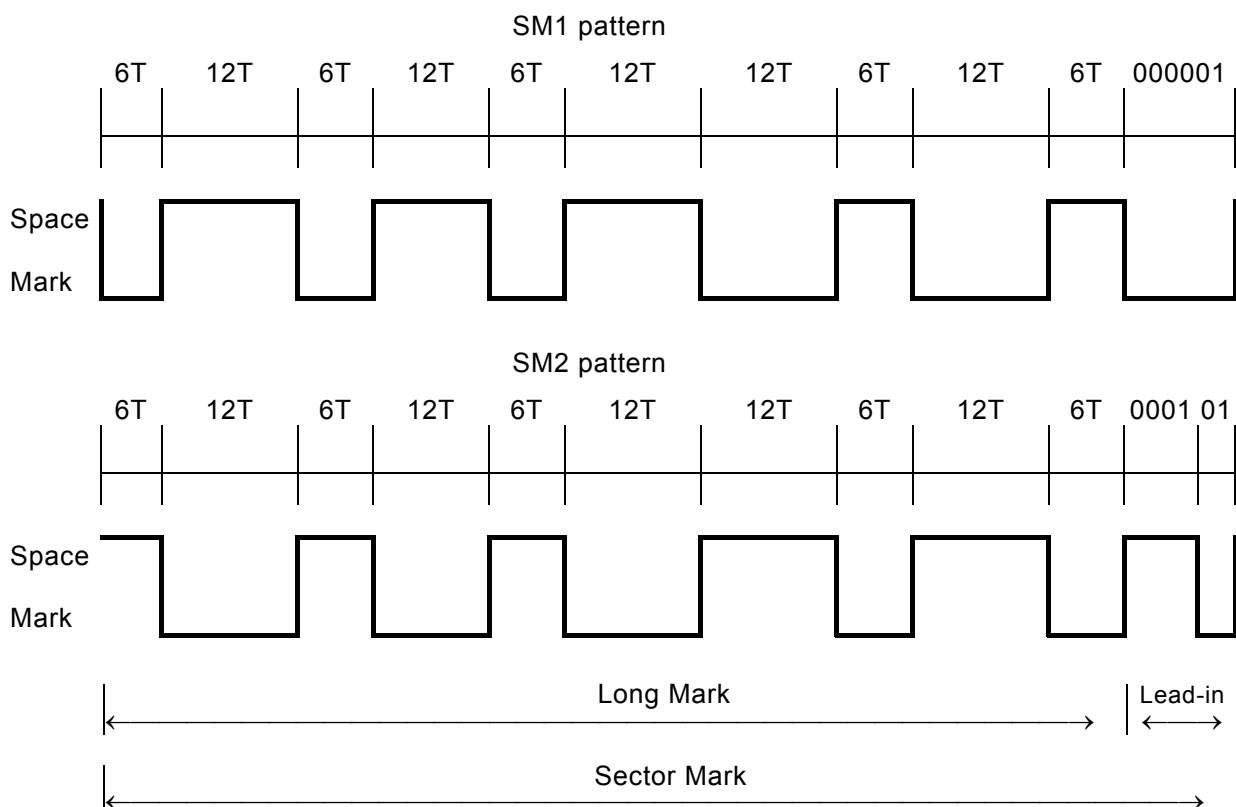 SM1 pattern
6T 12T 6T 12T 6T 12T 12T 6T 12T 6T 000001
Space
Mark
SM2 pattern
6T 12T 6T 12T 6T 12T 12T 6T 12T 6T 0001 01
Space
Mark
Long Mark Lead-in
Sector Mark